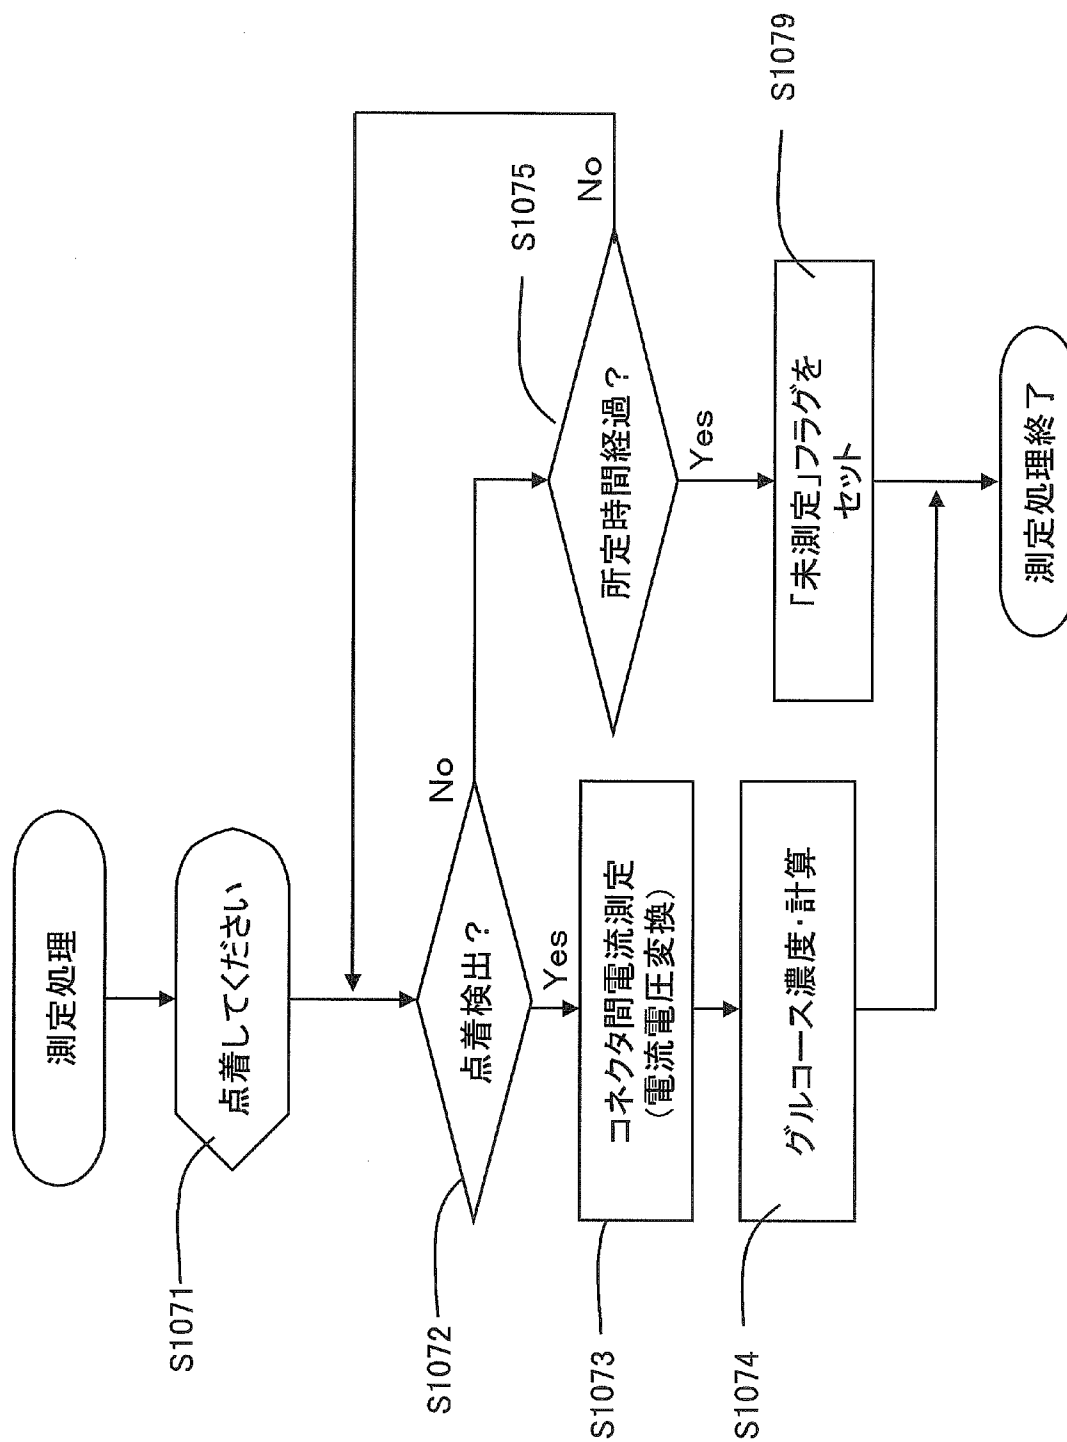 測定処理
S1071
点着してください
S1072
点着検出？
No
Yes
S1073
コネクタ間電流測定
（電流電圧変換）
S1074
グルコース濃度・計算
S1075
所定時間経過？
No
Yes
S1079
「未測定」フラグを
セット
測定処理終了